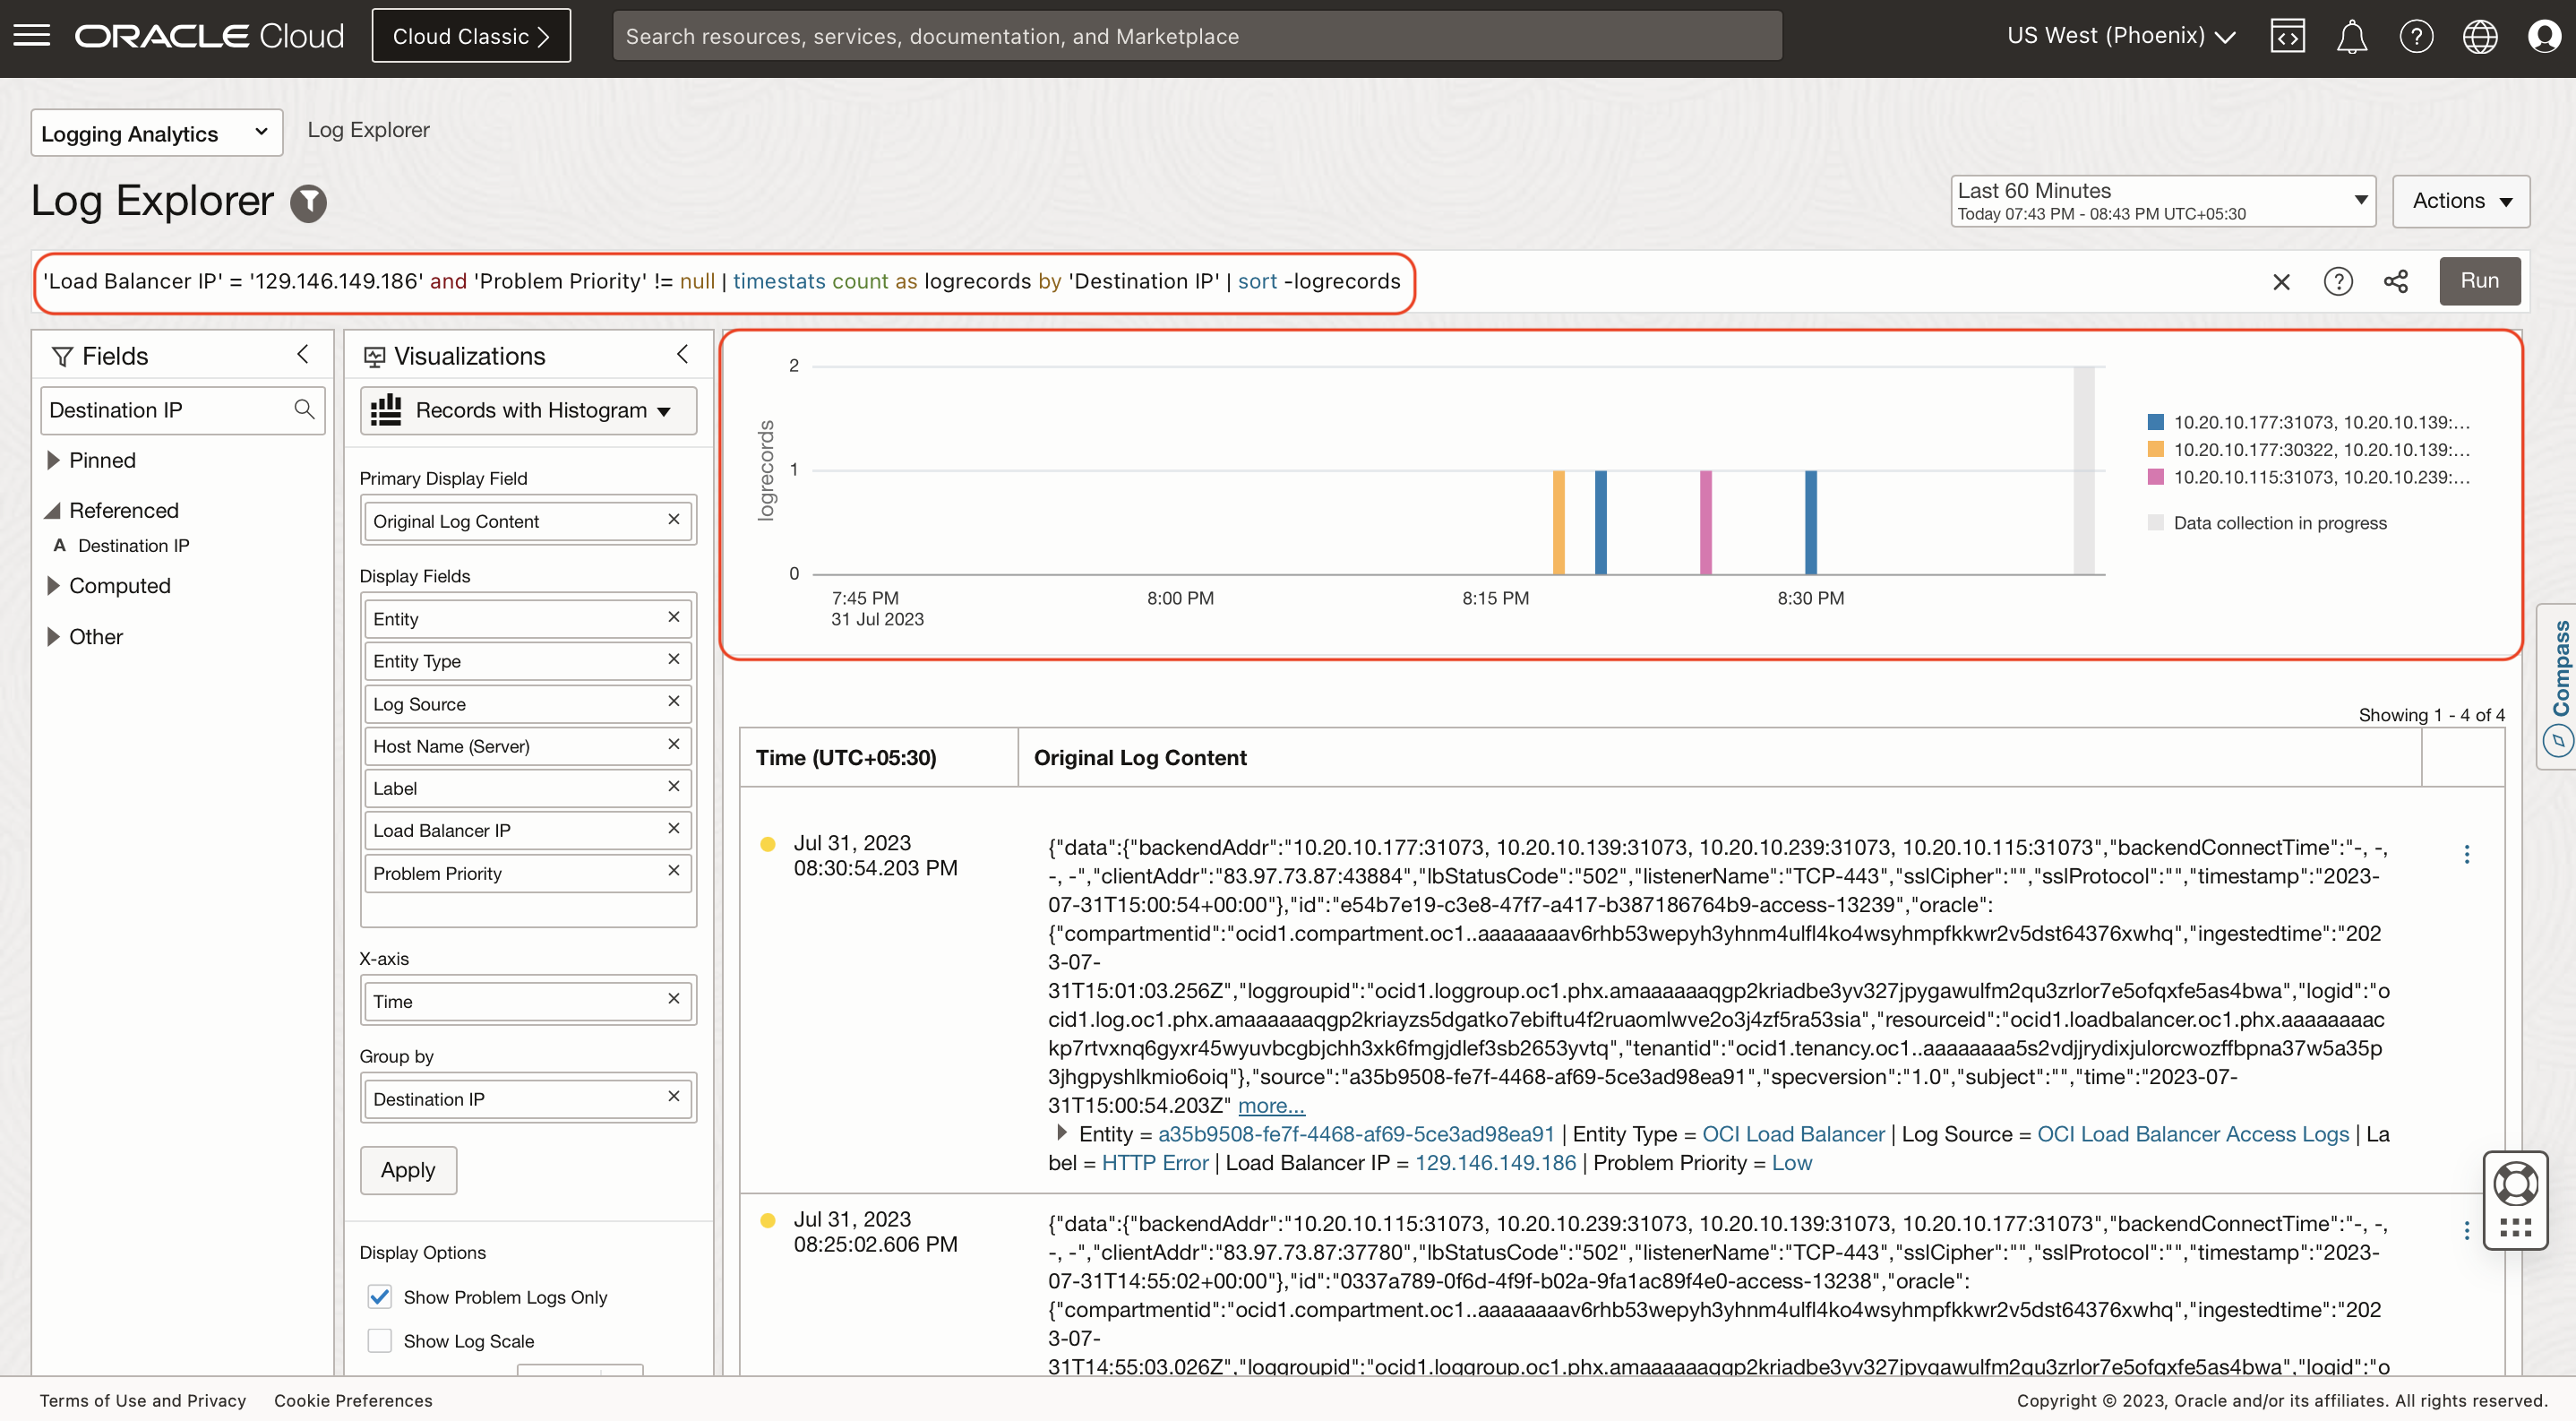 ORACLE Cloud
Cloud Classic
Search resources, services, documentation, and Marketplace
US West (Phoenix)
Logging Analytics
Log Explorer
Log Explorer
Last 60 Minutes
Today 07:43 PM - 08:43 PM UTC+05:30
Actions
'Load Balancer IP' = '129.146.149.186' and 'Problem Priority' != null | timestats count as logrecords by 'Destination IP' | sort -logrecords
Run
Fields
Destination IP
Pinned
Referenced
A Destination IP
Computed
Other
Visualizations
Records with Histogram
Primary Display Field
Original Log Content
Display Fields
Entity
Entity Type
Log Source
Host Name (Server)
Label
Load Balancer IP
Problem Priority
X-axis
Time
Group by
Destination IP
Apply
Display Options
Show Problem Logs Only
Show Log Scale
logrecords
2
1
0
7:45 PM
31 Jul 2023
8:00 PM
8:15 PM
8:30 PM
10.20.10.177:31073, 10.20.10.139:...
10.20.10.177:30322, 10.20.10.139:...
10.20.10.115:31073, 10.20.10.239:...
Data collection in progress
Compass
Showing 1 - 4 of 4
Time (UTC+05:30)
Original Log Content
Jul 31, 2023
08:30:54.203 PM
{"data":{"backendAddr":"10.20.10.177:31073, 10.20.10.139:31073, 10.20.10.239:31073, 10.20.10.115:31073","backendConnectTime":"-, -,
-, -","clientAddr":"83.97.73.87:43884","lbStatusCode":"502","listenerName":"TCP-443","sslCipher":"","sslProtocol":"","timestamp":"2023-
07-31T15:00:54+00:00"},"id":"e54b7e19-c3e8-47f7-a417-b387186764b9-access-13239","oracle":
{"compartmentid":"ocid1.compartment.oc1..aaaaaaaav6rhb53wepyh3yhnm4ulfl4ko4wsyhmpfkkwr2v5dst64376xwhq","ingestedtime":"202
3-07-
31T15:01:03.256Z","loggroupid":"ocid1.loggroup.oc1.phx.amaaaaaaqgp2kriadbe3yv327jpygawulfm2qu3zrlor7e5ofqxfe5as4bwa","logid":"o
cid1.log.oc1.phx.amaaaaaaqgp2kriayzs5dgatko7ebiftu4f2ruaomlwve2o3j4zf5ra53sia","resourceid":"ocid1.loadbalancer.oc1.phx.aaaaaaaac
kp7rtvxnq6gyxr45wyuvbcgbjchh3xk6fmgjdlef3sb2653yvtq","tenantid":"ocid1.tenancy.oc1..aaaaaaaa5s2vdjjrydixjulorcwozffbpna37w5a35p
3jhgpyshlkmio6oiq"},"source":"a35b9508-fe7f-4468-af69-5ce3ad98ea91","specversion":"1.0","subject":"","time":"2023-07-
31T15:00:54.203Z" more...
Entity = a35b9508-fe7f-4468-af69-5ce3ad98ea91 | Entity Type = OCI Load Balancer | Log Source = OCI Load Balancer Access Logs | La
bel = HTTP Error | Load Balancer IP = 129.146.149.186 | Problem Priority = Low
Jul 31, 2023
08:25:02.606 PM
{"data":{"backendAddr":"10.20.10.115:31073, 10.20.10.239:31073, 10.20.10.139:31073, 10.20.10.177:31073","backendConnectTime":"-, -,
-, -","clientAddr":"83.97.73.87:37780","lbStatusCode":"502","listenerName":"TCP-443","sslCipher":"","sslProtocol":"","timestamp":"2023-
07-31T14:55:02+00:00"},"id":"0337a789-0f6d-4f9f-b02a-9fa1ac89f4e0-access-13238","oracle":
{"compartmentid":"ocid1.compartment.oc1..aaaaaaaav6rhb53wepyh3yhnm4ulfl4ko4wsyhmpfkkwr2v5dst64376xwhq","ingestedtime":"202
3-07-
31T14:55:03.026Z","loggroupid":"ocid1.loggroup.oc1.phx.amaaaaaaqgp2kriadbe3yv327jpygawulfm2qu3zrlor7e5ofqxfe5as4bwa","logid":"o
Terms of Use and Privacy
Cookie Preferences
Copyright © 2023, Oracle and/or its affiliates. All rights reserved.